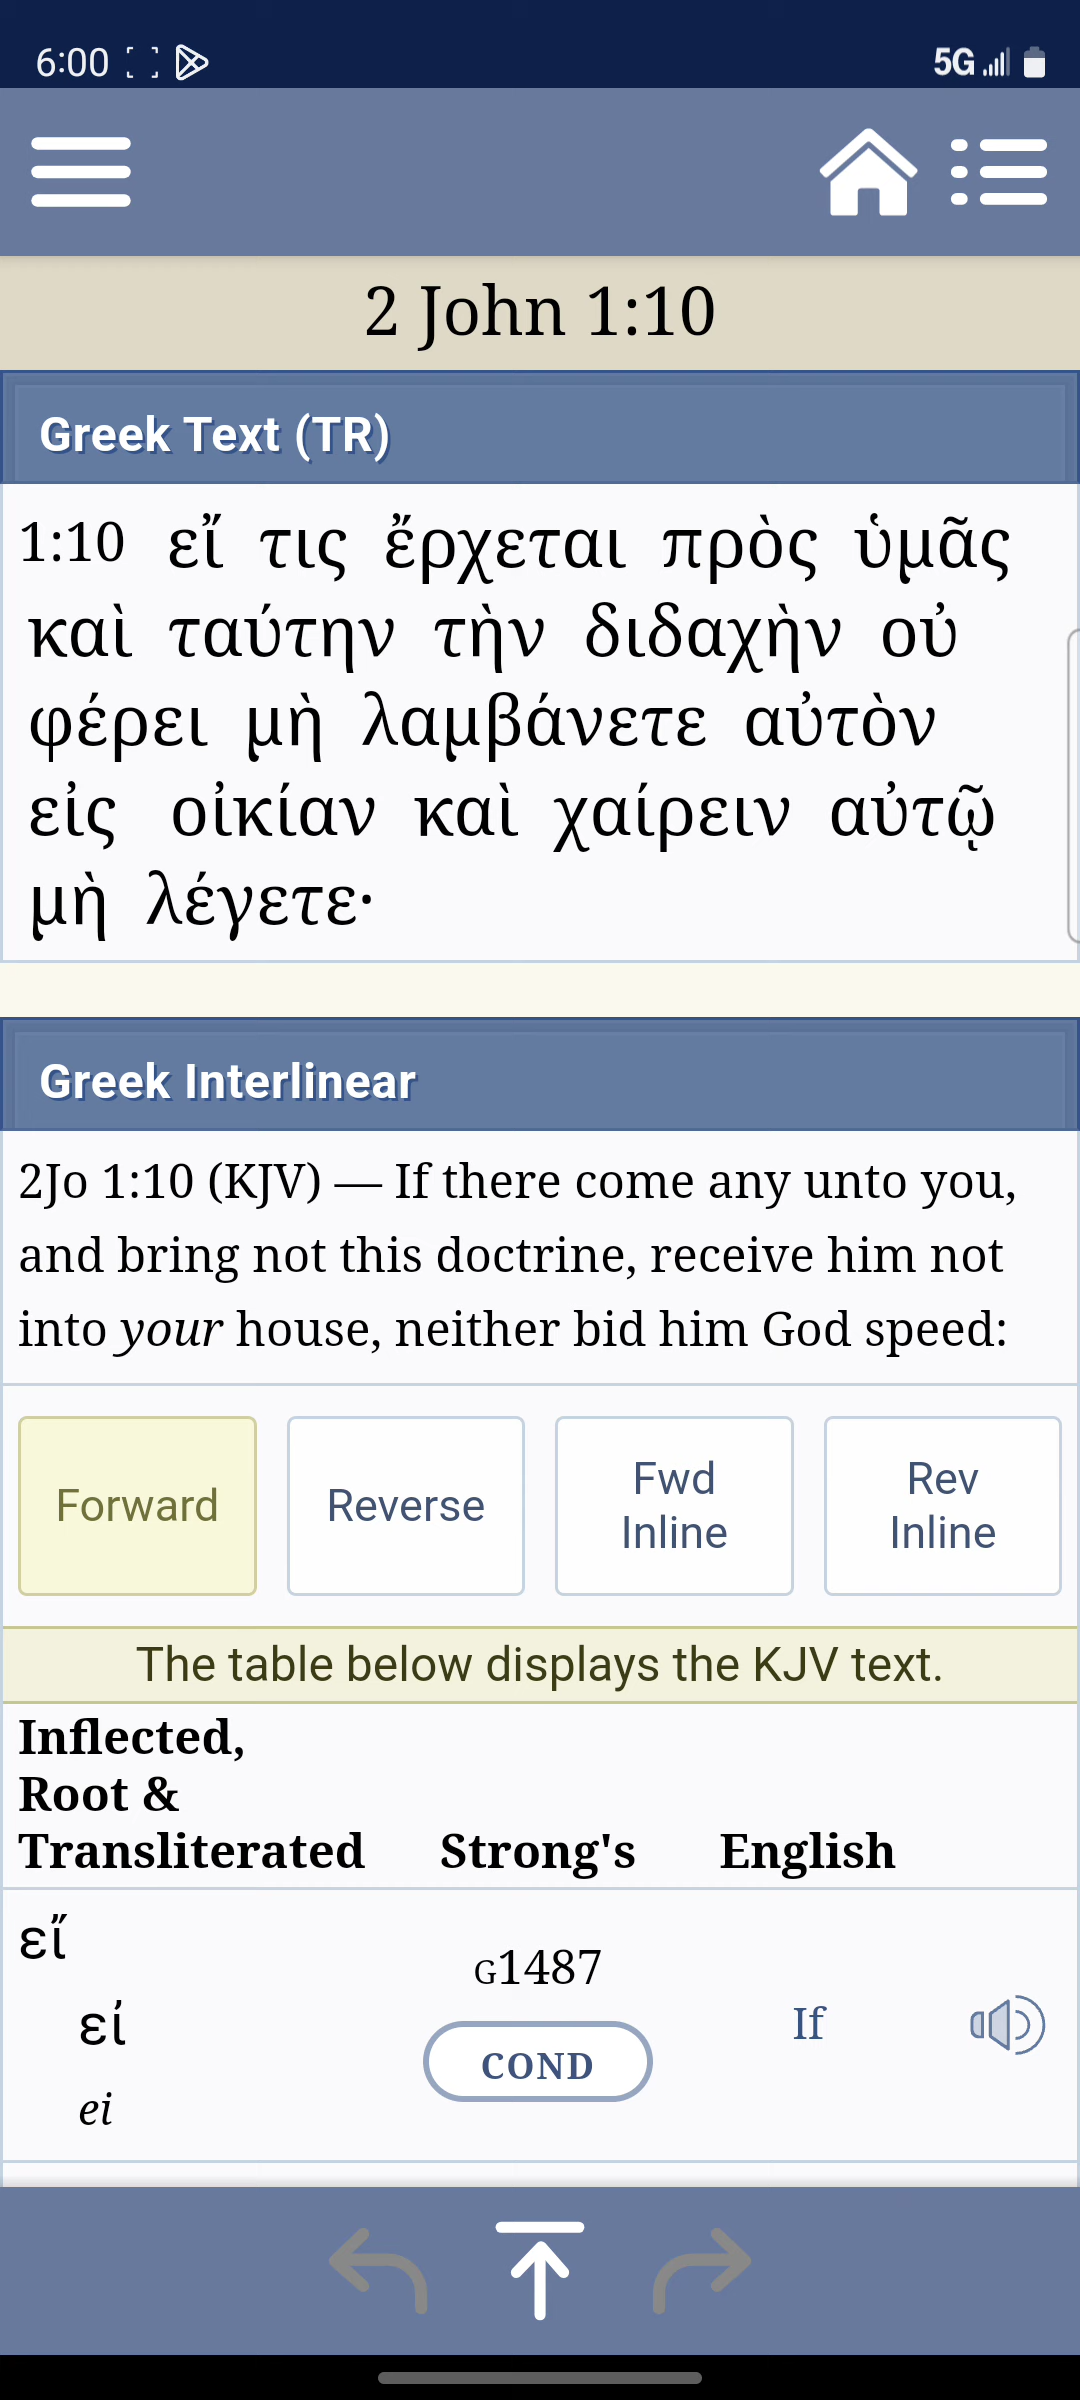 6:00
5G
2 John 1:10
Greek Text (TR)
1:10 εἴ τις ἔρχεται πρὸς ὑμᾶς
καὶ ταύτην τὴν διδαχὴν οὐ
φέρει μὴ λαμβάνετε αὐτὸν
εἰς οἰκίαν καὶ χαίρειν αὐτῷ
μὴ λέγετε·
Greek Interlinear
2Jo 1:10 (KJV) — If there come any unto you,
and bring not this doctrine, receive him not
into your house, neither bid him God speed:
Forward
Reverse
Fwd
Inline
Rev
Inline
The table below displays the KJV text.
Inflected,
Root &
Transliterated Strong's English
εἴ
εἰ
ei
G1487
COND
If